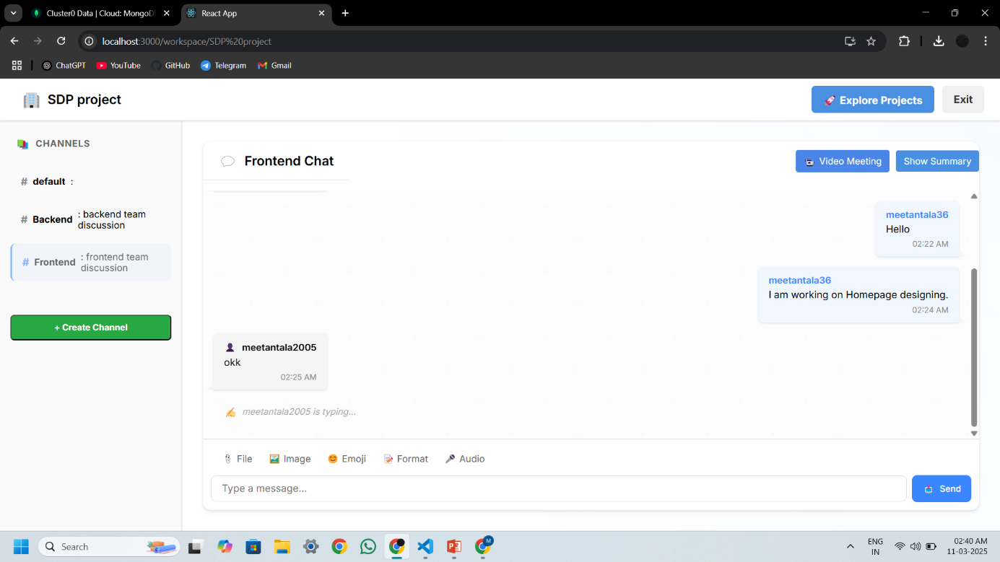 Cluster0 Data | Cloud: MongoD
React App
localhost:3000/workspace/SDP%20project
ChatGPT
YouTube
GitHub
Telegram
Gmail
SDP project
🚀 Explore Projects
Exit
CHANNELS
# default :
# Backend : backend team
discussion
# Frontend : frontend team
discussion
+ Create Channel
Frontend Chat
Video Meeting
Show Summary
meetantala36
Hello
02:22 AM
meetantala36
I am working on Homepage designing.
02:24 AM
meetantala2005
okk
02:25 AM
meetantala2005 is typing...
File
Image
Emoji
Format
Audio
Type a message...
Send
Search
M
ENG
IN
02:40 AM
11-03-2025